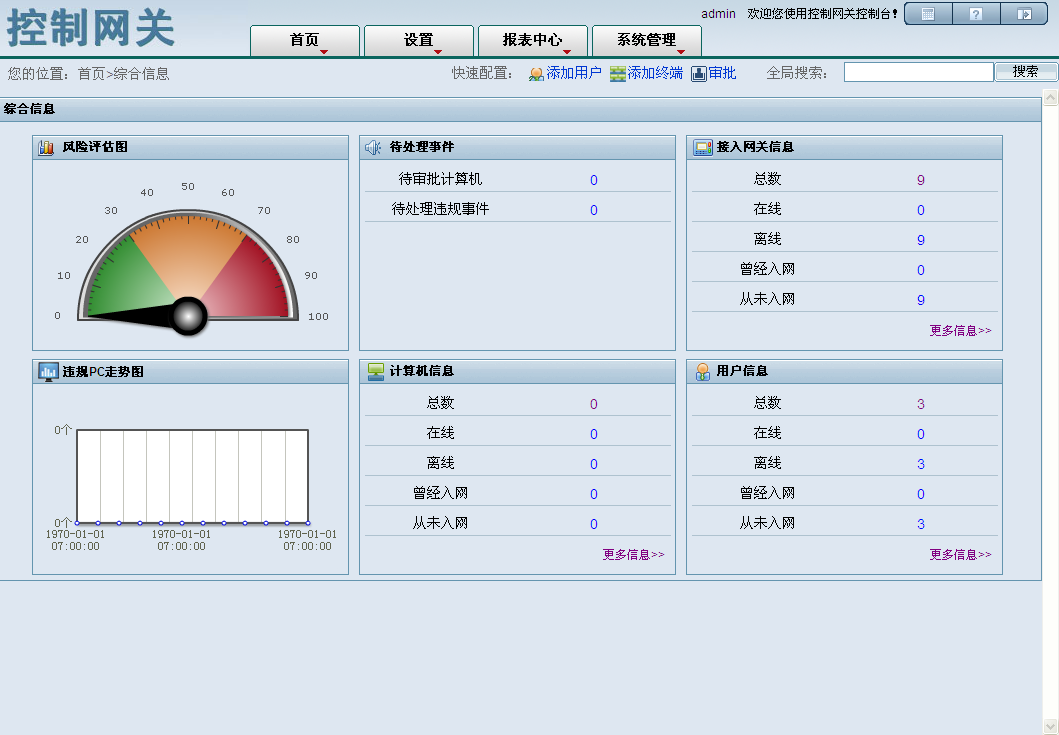 控制网关
admin 欢迎您使用控制网关控制台!
首页 设置 报表中心 系统管理
您的位置：首页>综合信息 快速配置： 添加用户 添加终端 审批 全局搜索： 搜索
综合信息
风险评估图
0 10 20 30 40 50 60 70 80 90 100
待处理事件
待审批计算机 0
待处理违规事件 0
接入网关信息
总数 9
在线 0
离线 9
曾经入网 0
从未入网 9
更多信息>>
违规PC走势图
0个
0个
1970-01-01 1970-01-01 1970-01-01
07:00:00 07:00:00 07:00:00
计算机信息
总数 0
在线 0
离线 0
曾经入网 0
从未入网 0
更多信息>>
用户信息
总数 3
在线 0
离线 3
曾经入网 0
从未入网 3
更多信息>>